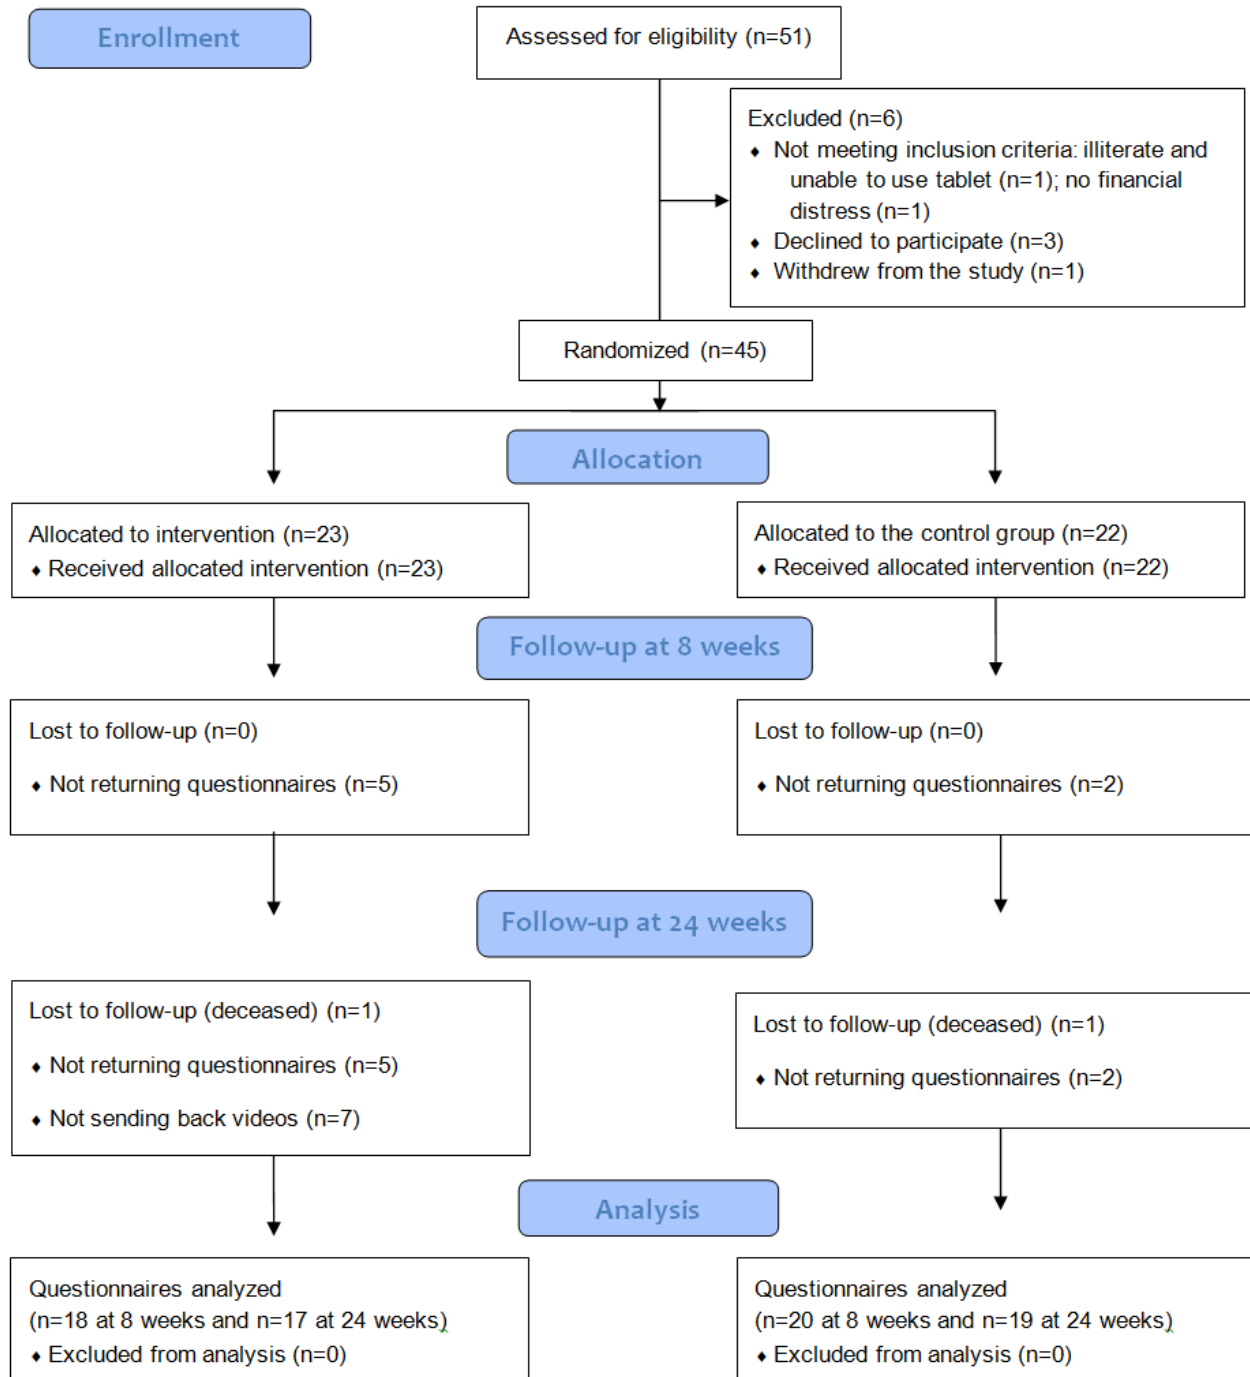 Enrollment
Assessed for eligibility (n=51)
Excluded (n=6)
♦ Not meeting inclusion criteria: illiterate and
unable to use tablet (n=1); no financial
distress (n=1)
♦ Declined to participate (n=3)
♦ Withdrew from the study (n=1)
Randomized (n=45)
Allocation
Allocated to intervention (n=23)
♦ Received allocated intervention (n=23)
Allocated to the control group (n=22)
♦ Received allocated intervention (n=22)
Follow-up at 8 weeks
Lost to follow-up (n=0)
♦ Not returning questionnaires (n=5)
Lost to follow-up (n=0)
♦ Not returning questionnaires (n=2)
Follow-up at 24 weeks
Lost to follow-up (deceased) (n=1)
♦ Not returning questionnaires (n=5)
♦ Not sending back videos (n=7)
Lost to follow-up (deceased) (n=1)
♦ Not returning questionnaires (n=2)
Analysis
Questionnaires analyzed
(n=18 at 8 weeks and n=17 at 24 weeks)
♦ Excluded from analysis (n=0)
Questionnaires analyzed
(n=20 at 8 weeks and n=19 at 24 weeks)
♦ Excluded from analysis (n=0)